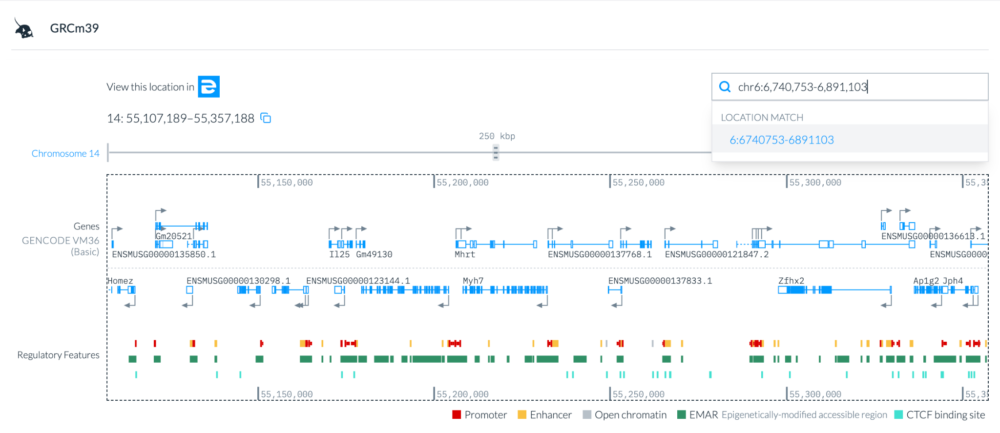 GRCm39
View this location in
chr6:6,740,753-6,891,103
LOCATION MATCH
6:6740753-6891103
14: 55,107,189–55,357,188
250 kbp
Chromosome 14
55,150,000 55,200,000 55,250,000 55,300,000 55,35
Genes
GENCODE VM36
(Basic)
Gm20521 ENSMUSG00000136613.1
ENSMUSG00000135850.1 Il25 Gm49130 Mhrt ENSMUSG00000137768.1 ENSMUSG00000121847.2 ENSMUSG0000
Homez ENSMUSG00000130298.1 ENSMUSG00000123144.1 Myh7 ENSMUSG00000137833.1 Zfhx2 Ap1g2 Jph4
Regulatory Features
55,150,000 55,200,000 55,250,000 55,300,000 55,35
Promoter Enhancer Open chromatin EMAR Epigenetically-modified accessible region CTCF binding site